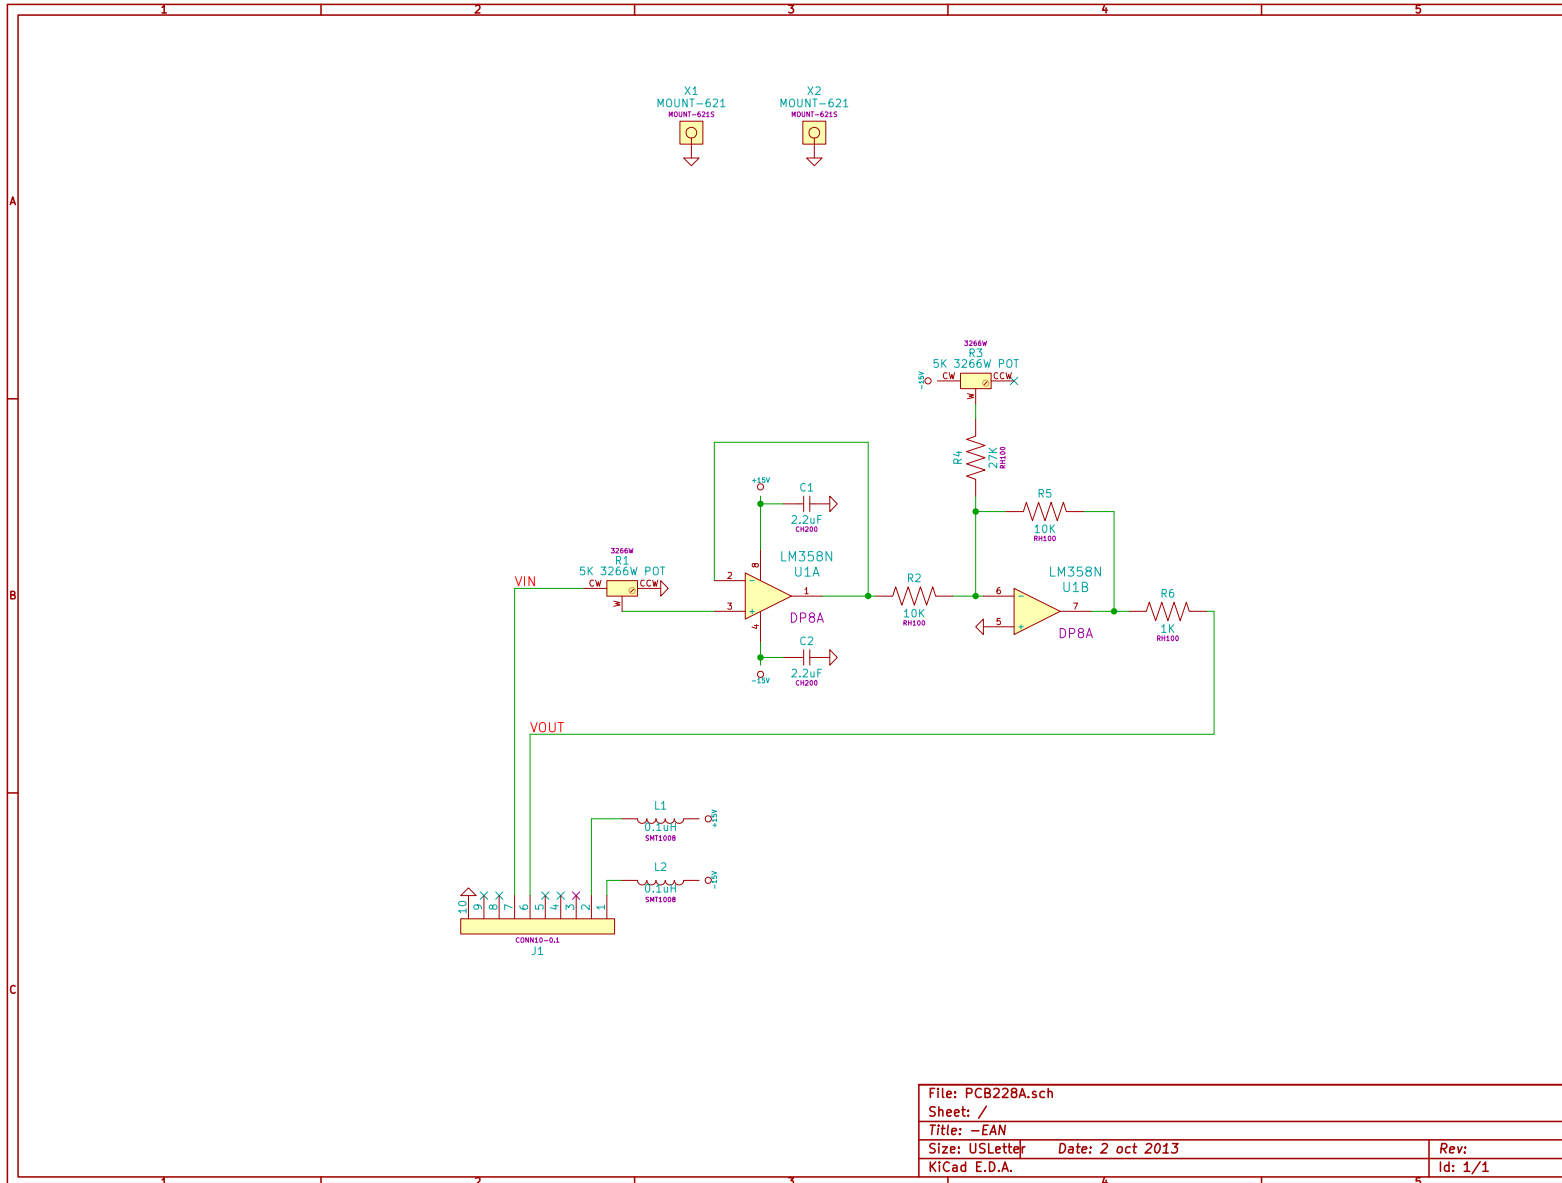 1 2 3 4 5
X1
MOUNT-621
MOUNT-621S
X2
MOUNT-621
MOUNT-621S
A
3266W
R3
5K 3266W POT
-15V
CW
CCW
W
R4
27K
RH100
+15V
C1
2.2uF
CH200
R5
10K
RH100
3266W
R1
5K 3266W POT
VIN
CW
CCW
W
8
LM358N
U1A
2
-
3
+
1
4
DP8A
R2
10K
RH100
LM358N
U1B
6
-
5
+
7
DP8A
R6
1K
RH100
B
C2
2.2uF
CH200
-15V
VOUT
L1
0.1uH
SMT1008
+15V
L2
0.1uH
SMT1008
-15V
10 9 8 7 6 5 4 3 2 1
CONN10-0.1
J1
C
File: PCB228A.sch
Sheet: /
Title: -EAN
Size: USLetter
Date: 2 oct 2013
Rev:
KiCad E.D.A.
Id: 1/1
1 2 3 4 5